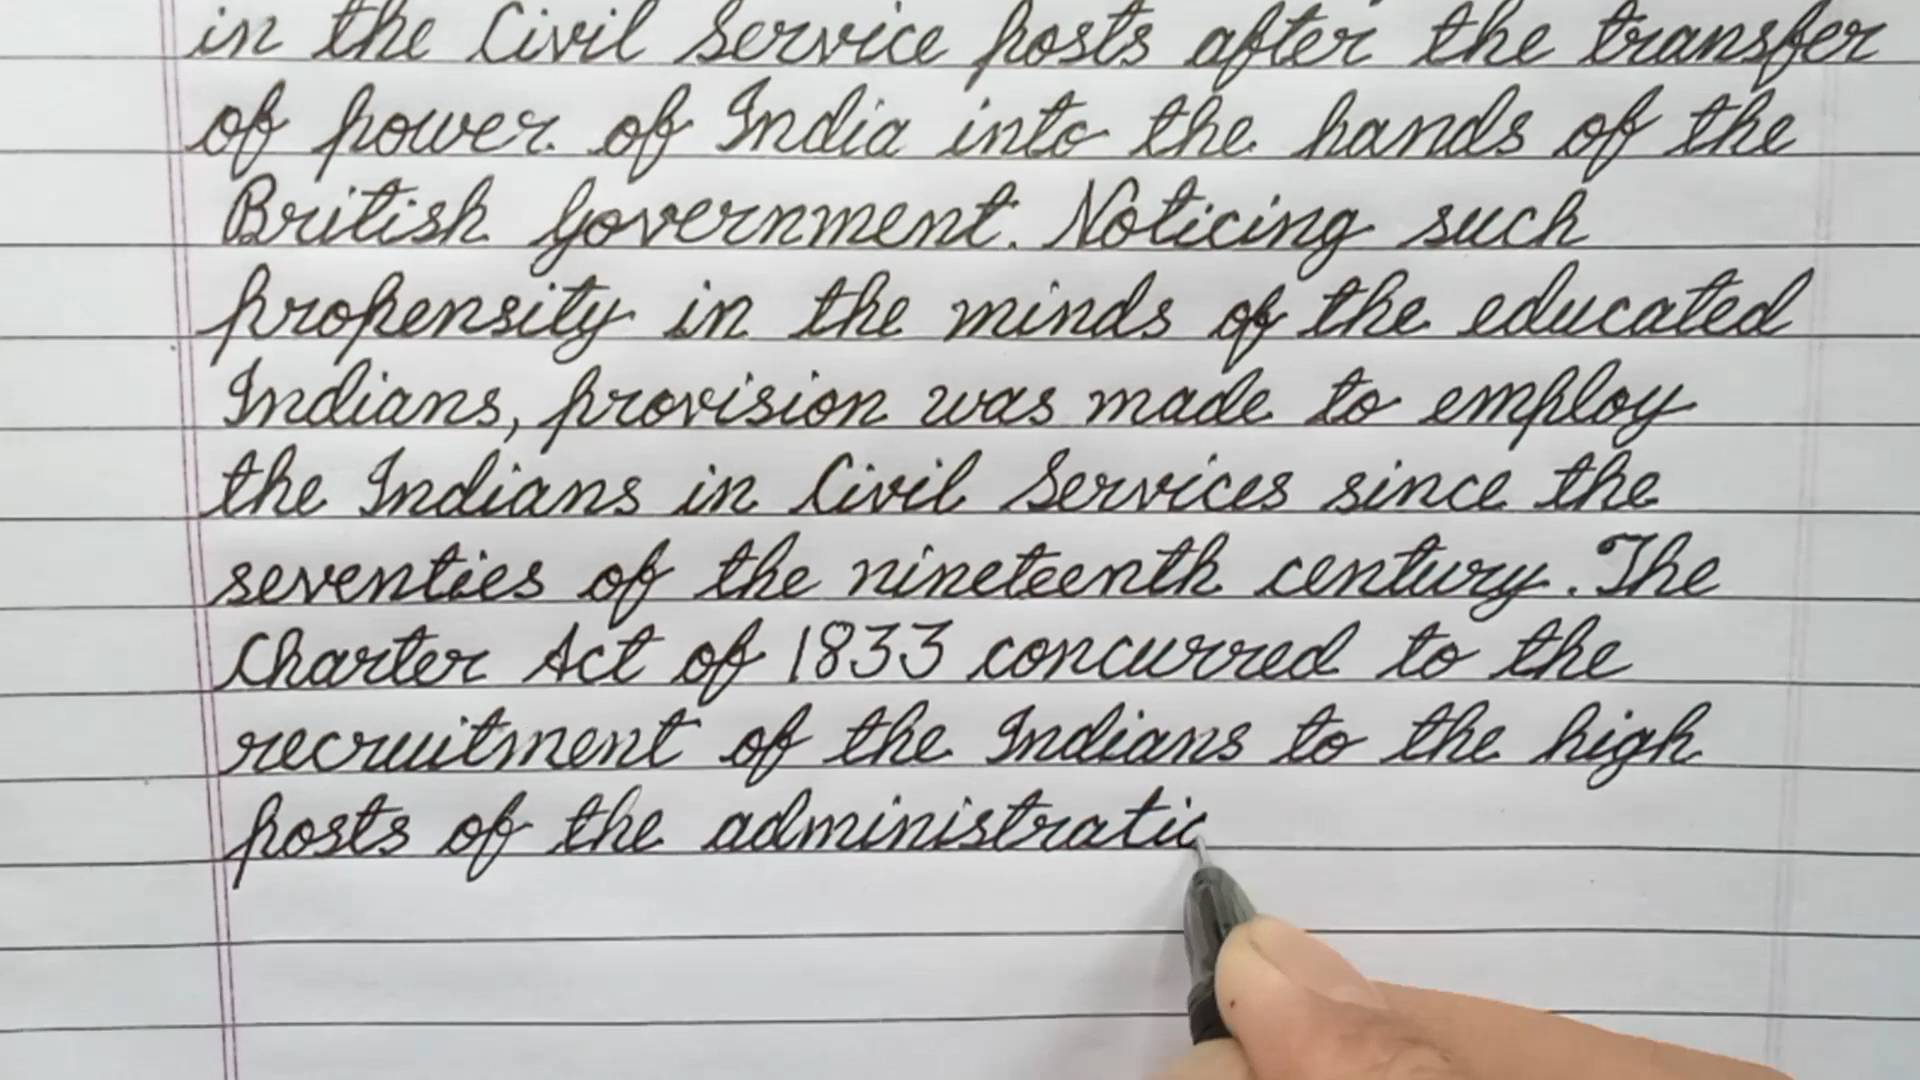 in the Civil Service posts after the transfer
of power of India into the hands of the
British Government. Noticing such
propensity in the minds of the educated
Indians, provision was made to employ
the Indians in Civil Services since the
seventies of the nineteenth century. The
Charter Act of 1833 concurred to the
recruitment of the Indians to the high
posts of the administratio